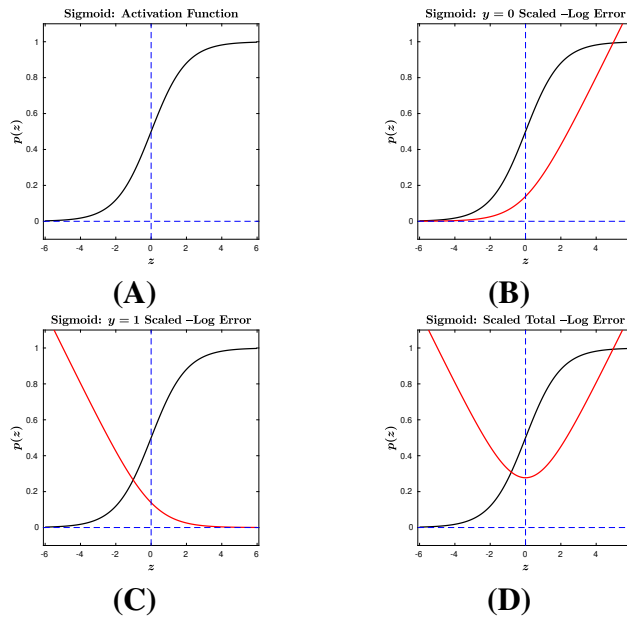 Sigmoid: Activation Function
1
0.8
0.6
0.4
0.2
0
p(z)
-6 -4 -2 0 2 4 6
z
(A)
Sigmoid: y = 0 Scaled –Log Error
1
0.8
0.6
0.4
0.2
0
p(z)
-6 -4 -2 0 2 4
z
(B)
Sigmoid: y = 1 Scaled –Log Error
1
0.8
0.6
0.4
0.2
0
p(z)
-6 -4 -2 0 2 4 6
z
(C)
Sigmoid: Scaled Total –Log Error
1
0.8
0.6
0.4
0.2
0
p(z)
-6 -4 -2 0 2 4
z
(D)